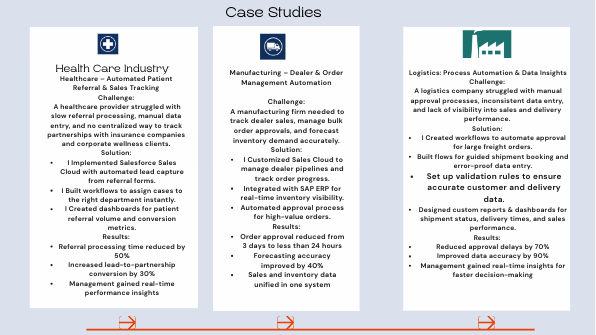 Case Studies
Health Care Industry
Healthcare – Automated Patient
Referral & Sales Tracking
Challenge:
A healthcare provider struggled with
slow referral processing, manual data
entry, and no centralized way to track
partnerships with insurance companies
and corporate wellness clients.
Solution:
• I Implemented Salesforce Sales
Cloud with automated lead capture
from referral forms.
• I Built workflows to assign cases to
the right department instantly.
• I Created dashboards for patient
referral volume and conversion
metrics.
Results:
• Referral processing time reduced by
50%
• Increased lead-to-partnership
conversion by 30%
• Management gained real-time
performance insights
Manufacturing – Dealer & Order
Management Automation
Challenge:
A manufacturing firm needed to
track dealer sales, manage bulk
order approvals, and forecast
inventory demand accurately.
Solution:
• I Customized Sales Cloud to
manage dealer pipelines and
track order progress.
• Integrated with SAP ERP for
real-time inventory visibility.
• Automated approval process
for high-value orders.
Results:
• Order approval reduced from
3 days to less than 24 hours
• Forecasting accuracy
improved by 40%
• Sales and inventory data
unified in one system
Logistics: Process Automation & Data Insights
Challenge:
A logistics company struggled with manual
approval processes, inconsistent data entry,
and lack of visibility into sales and delivery
performance.
Solution:
• I Created workflows to automate approval
for large freight orders.
• Built flows for guided shipment booking and
error-proof data entry.
• Set up validation rules to ensure
accurate customer and delivery
data.
• Designed custom reports & dashboards for
shipment status, delivery times, and sales
performance.
Results:
• Reduced approval delays by 70%
• Improved data accuracy by 90%
• Management gained real-time insights for
faster decision-making